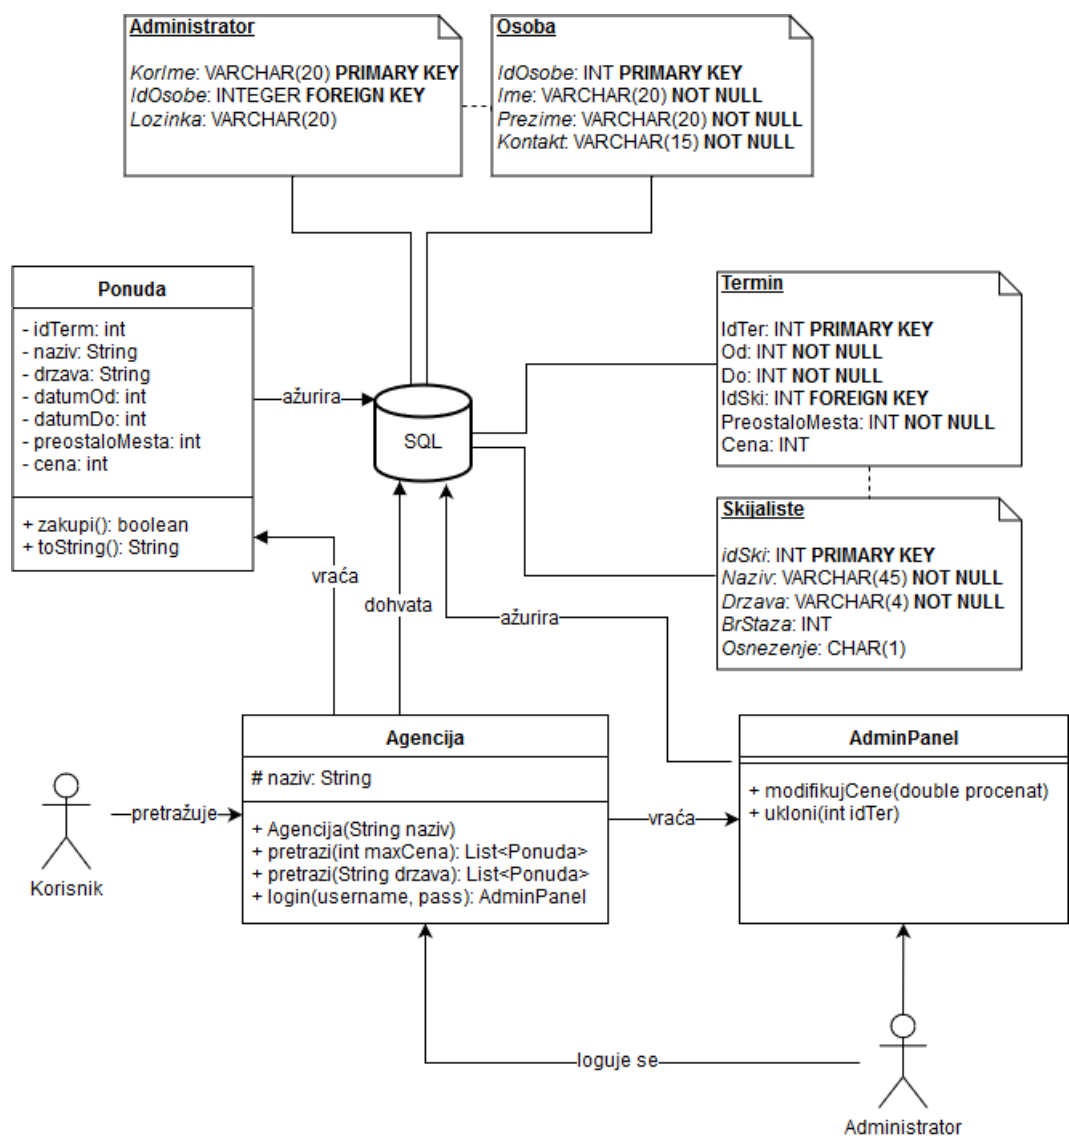 Administrator
KorIme: VARCHAR(20) PRIMARY KEY
IdOsobe: INTEGER FOREIGN KEY
Lozinka: VARCHAR(20)
Osoba
IdOsobe: INT PRIMARY KEY
Ime: VARCHAR(20) NOT NULL
Prezime: VARCHAR(20) NOT NULL
Kontakt: VARCHAR(15) NOT NULL
Ponuda
- idTerm: int
- naziv: String
- drzava: String
- datumOd: int
- datumDo: int
- preostaloMesta: int
- cena: int
+ zakupi(): boolean
+ toString(): String
ažurira
SQL
Termin
IdTer: INT PRIMARY KEY
Od: INT NOT NULL
Do: INT NOT NULL
IdSki: INT FOREIGN KEY
PreostaloMesta: INT NOT NULL
Cena: INT
Skijaliste
idSki: INT PRIMARY KEY
Naziv: VARCHAR(45) NOT NULL
Drzava: VARCHAR(4) NOT NULL
BrStaza: INT
Osnezenje: CHAR(1)
vraća
dohvata
ažurira
Korisnik
pretražuje
Agencija
# naziv: String
+ Agencija(String naziv)
+ pretrazi(int maxCena): List<Ponuda>
+ pretrazi(String drzava): List<Ponuda>
+ login(username, pass): AdminPanel
vraća
AdminPanel
+ modifikujCene(double procenat)
+ ukloni(int idTer)
loguje se
Administrator